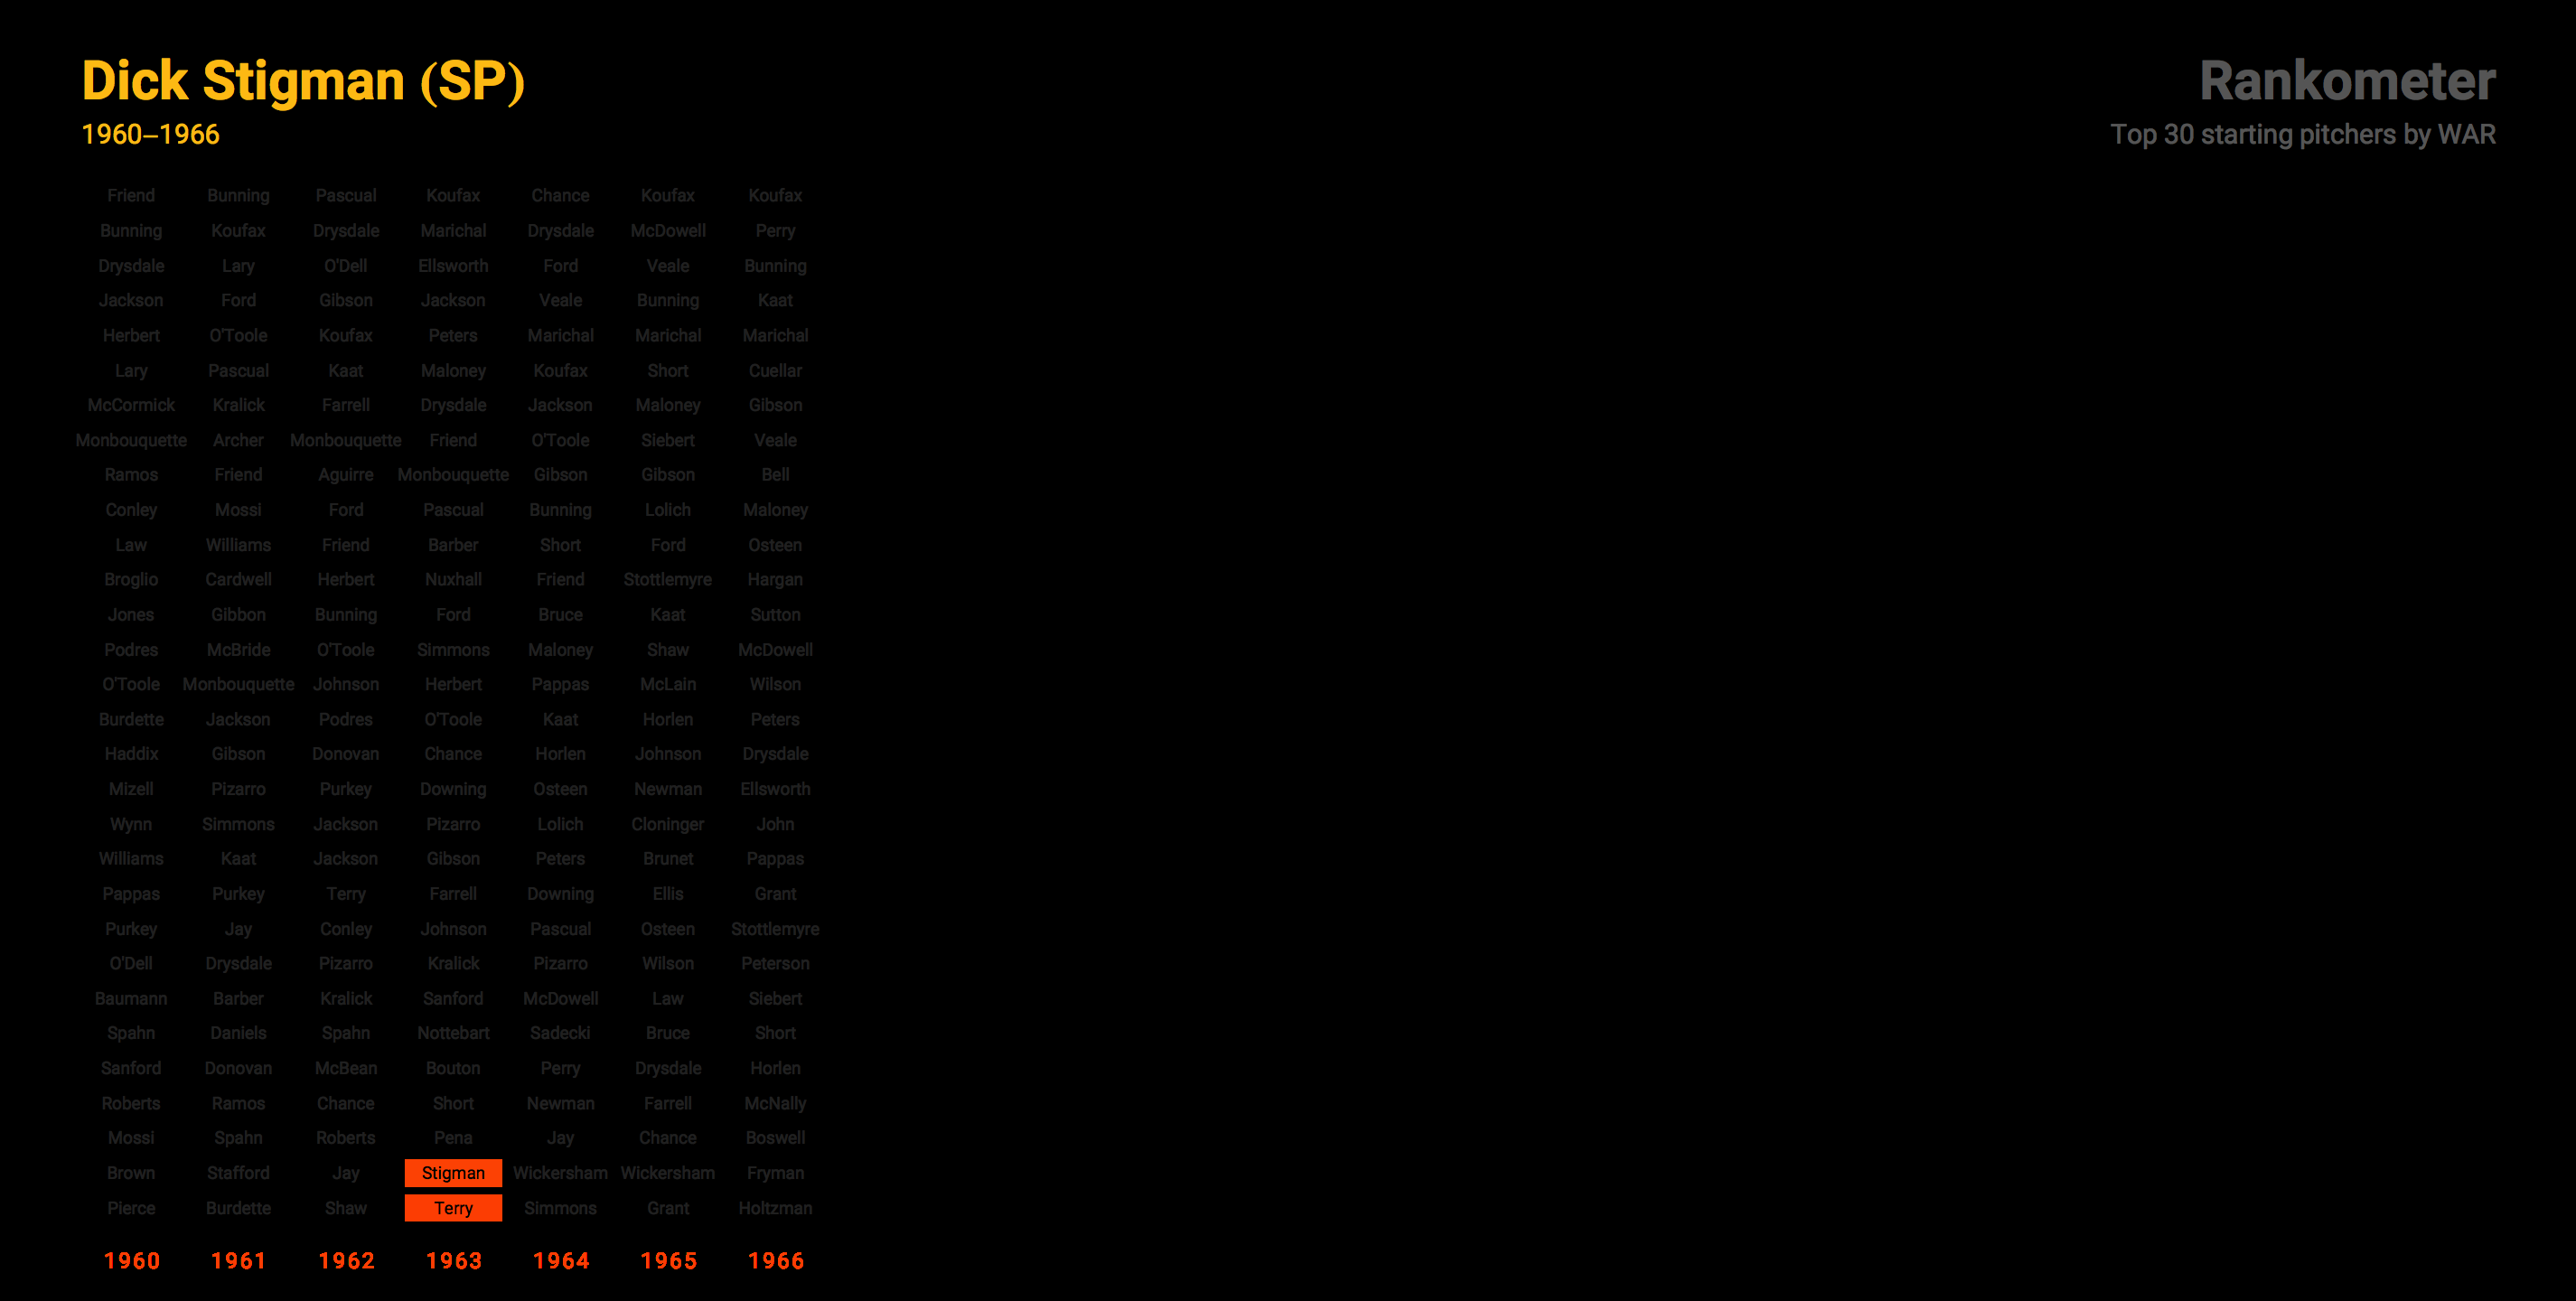 Dick Stigman (SP)
1960–1966
Rankometer
Top 30 starting pitchers by WAR
Friend Bunning Pascual Koufax Chance Koufax Koufax
Bunning Koufax Drysdale Marichal Drysdale McDowell Perry
Drysdale Lary O'Dell Ellsworth Ford Veale Bunning
Jackson Ford Gibson Jackson Veale Bunning Kaat
Herbert O'Toole Koufax Peters Marichal Marichal Marichal
Lary Pascual Kaat Maloney Koufax Short Cuellar
McCormick Kralick Farrell Drysdale Jackson Maloney Gibson
Monbouquette Archer Monbouquette Friend O'Toole Siebert Veale
Ramos Friend Aguirre Monbouquette Gibson Gibson Bell
Conley Mossi Ford Pascual Bunning Lolich Maloney
Law Williams Friend Barber Short Ford Osteen
Broglio Cardwell Herbert Nuxhall Friend Stottlemyre Hargan
Jones Gibbon Bunning Ford Bruce Kaat Sutton
Podres McBride O'Toole Simmons Maloney Shaw McDowell
O'Toole Monbouquette Johnson Herbert Pappas McLain Wilson
Burdette Jackson Podres O'Toole Kaat Horlen Peters
Haddix Gibson Donovan Chance Horlen Johnson Drysdale
Mizell Pizarro Purkey Downing Osteen Newman Ellsworth
Wynn Simmons Jackson Pizarro Lolich Cloninger John
Williams Kaat Jackson Gibson Peters Brunet Pappas
Pappas Purkey Terry Farrell Downing Ellis Grant
Purkey Jay Conley Johnson Pascual Osteen Stottlemyre
O'Dell Drysdale Pizarro Kralick Pizarro Wilson Peterson
Baumann Barber Kralick Sanford McDowell Law Siebert
Spahn Daniels Spahn Nottebart Sadecki Bruce Short
Sanford Donovan McBean Bouton Perry Drysdale Horlen
Roberts Ramos Chance Short Newman Farrell McNally
Mossi Spahn Roberts Pena Jay Chance Boswell
Brown Stafford Jay Stigman Wickersham Wickersham Fryman
Pierce Burdette Shaw Terry Simmons Grant Holtzman
1960 1961 1962 1963 1964 1965 1966